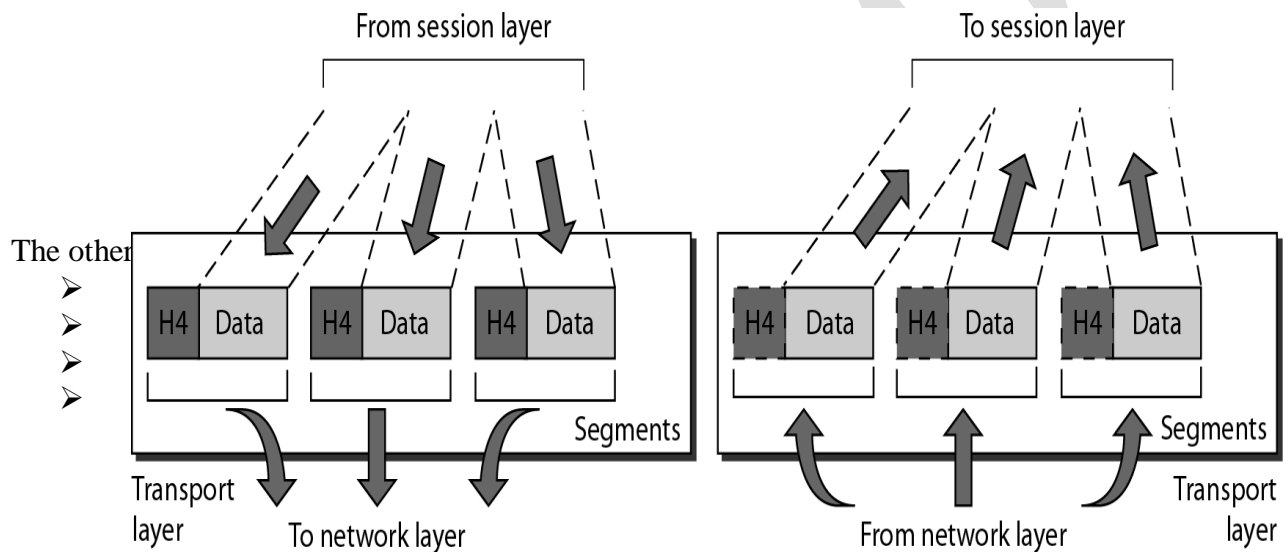 From session layer
To session layer
The other
➢
➢
➢
➢
H4 Data H4 Data H4 Data
H4 Data H4 Data H4 Data
Segments
Segments
Transport
layer
To network layer
From network layer
Transport
layer